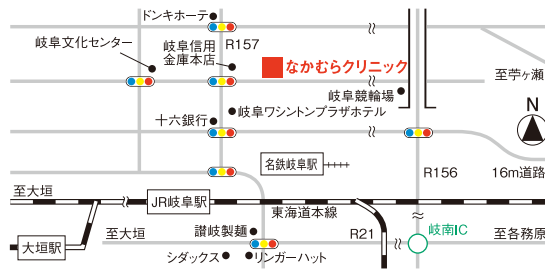 ドンキホーテ
岐阜文化センター
岐阜信用
金庫本店
R157
なかむらクリニック
至芋ヶ瀬
岐阜競輪場
岐阜ワシントンプラザホテル
十六銀行
N
名鉄岐阜駅
R156
16m道路
至大垣
JR岐阜駅
東海道本線
大垣駅
至大垣
讃岐製麺
R21
岐南IC
至各務原
シダックス
リンガーハット